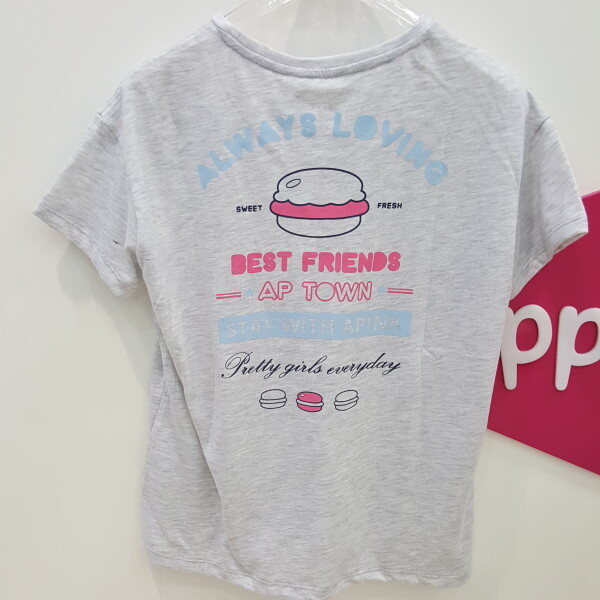 ALWAYS LOVING
SWEET FRESH
BEST FRIENDS
AP TOWN
STAY WITH APINK
Pretty girls everyday
pp